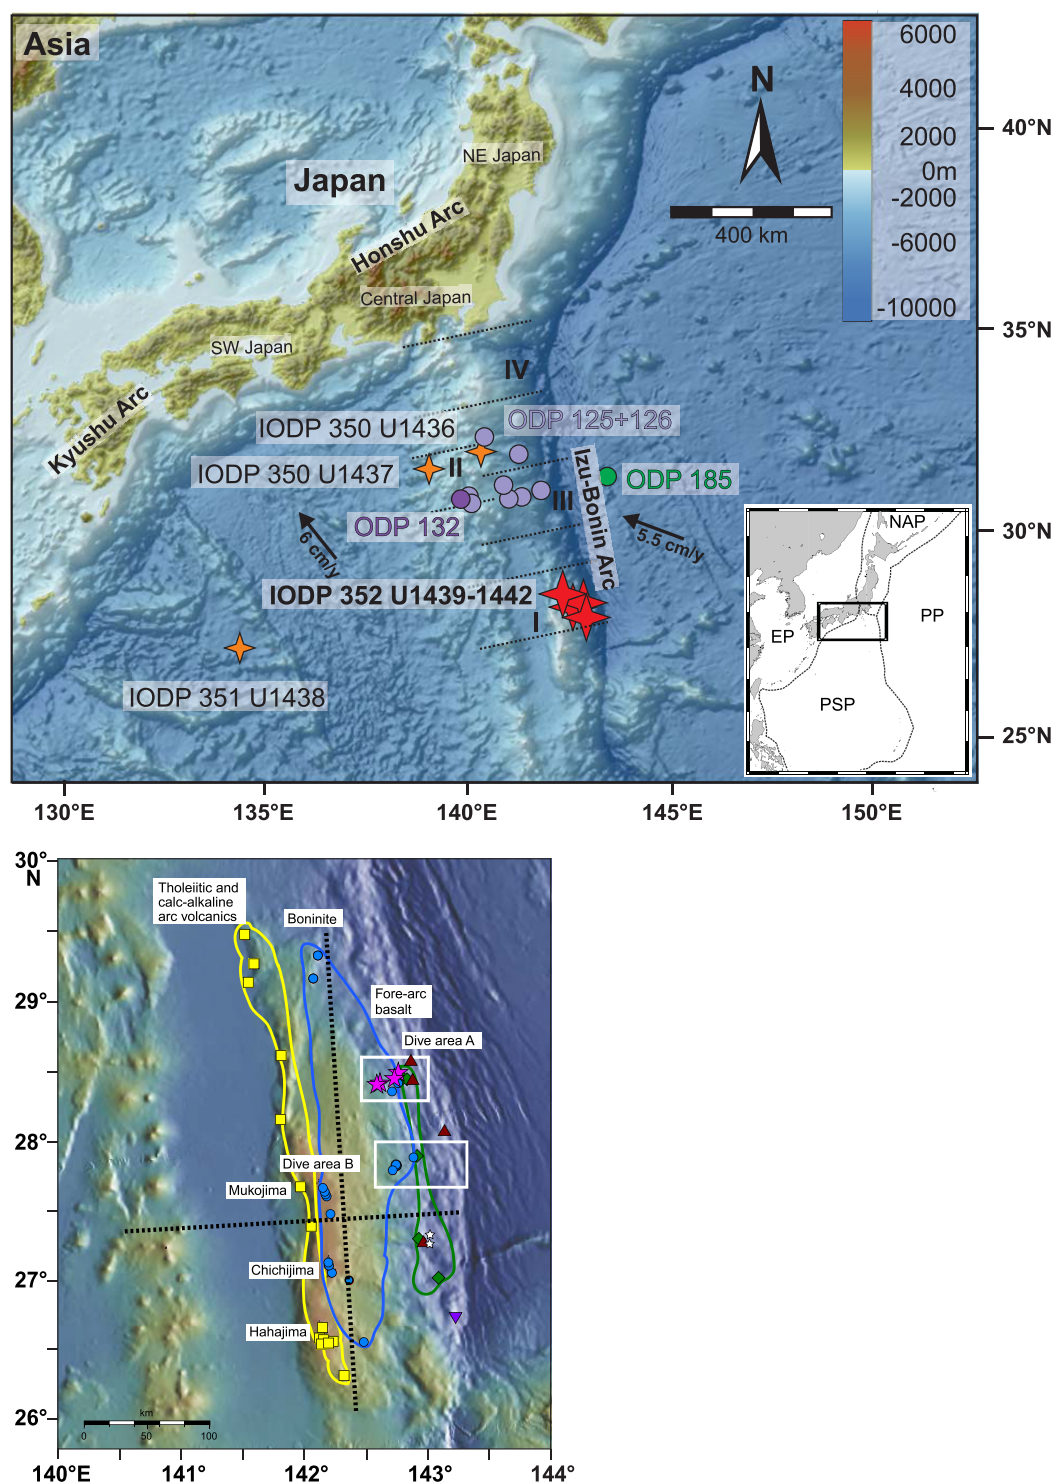 Asia
6000
4000
2000
0m
-2000
-6000
-10000
N
400 km
40°N
35°N
30°N
25°N
NE Japan
Japan
Honshu Arc
Central Japan
SW Japan
Kyushu Arc
IV
IODP 350 U1436
ODP 125+126
IODP 350 U1437
II
ODP 185
III
ODP 132
Izu-Bonin Arc
6 cm/y
5.5 cm/y
IODP 352 U1439-1442
I
IODP 351 U1438
NAP
PP
EP
PSP
130°E
135°E
140°E
145°E
150°E
30°
N
29°
28°
27°
26°
Tholeiitic and
calc-alkaline
arc volcanics
Boninite
Fore-arc
basalt
Dive area A
Dive area B
Mukojima
Chichijima
Hahajima
km
0
50
100
140°E
141°
142°
143°
144°